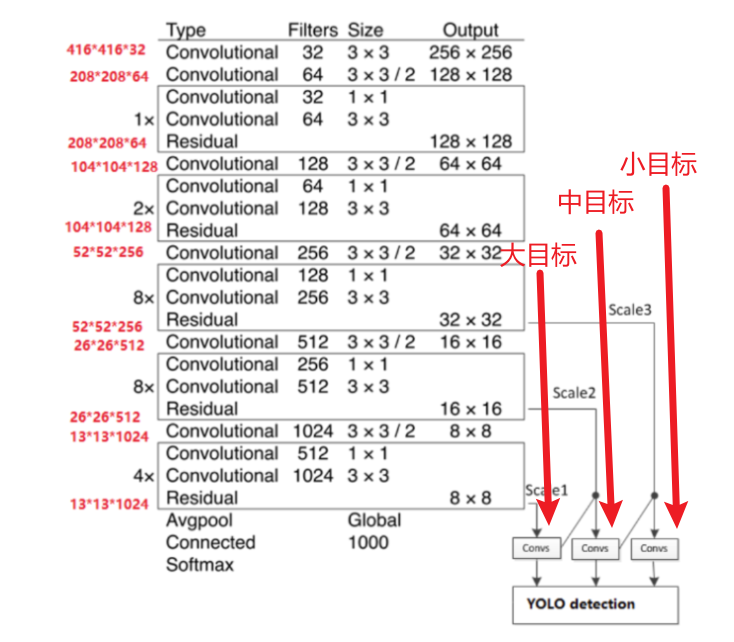 Type Filters Size Output
416*416*32 Convolutional 32 3 × 3 256 × 256
208*208*64 Convolutional 64 3 × 3 / 2 128 × 128
Convolutional 32 1 × 1
1× Convolutional 64 3 × 3
208*208*64 Residual 128 × 128
104*104*128 Convolutional 128 3 × 3 / 2 64 × 64
小目标
Convolutional 64 1 × 1
中目标
2× Convolutional 128 3 × 3
104*104*128 Residual 64 × 64
52*52*256 Convolutional 256 3 × 3 / 2 32 × 32
大目标
Convolutional 128 1 × 1
8× Convolutional 256 3 × 3
Scale3
52*52*256 Residual 32 × 32
26*26*512 Convolutional 512 3 × 3 / 2 16 × 16
Convolutional 256 1 × 1
8× Convolutional 512 3 × 3
Scale2
26*26*512 Residual 16 × 16
13*13*1024 Convolutional 1024 3 × 3 / 2 8 × 8
Convolutional 512 1 × 1
4× Convolutional 1024 3 × 3
Scale1
13*13*1024 Residual 8 × 8
Avgpool Global
Connected 1000
Softmax
Convs Convs Convs
YOLO detection